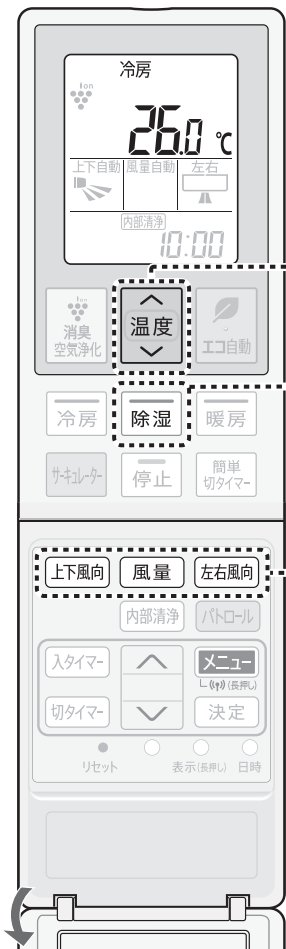 冷房
Ion
26.0 ℃
上下自動 風量自動 左右
内部清浄
10:00
Ion
消臭
空気浄化
温度
エコ自動
冷房 除湿 暖房
サーキュレーター 停止 簡単
切タイマー
上下風向 風量 左右風向
内部清浄 パトロール
入タイマー メニュー
(長押し)
切タイマー 決定
リセット 表示(長押し) 日時